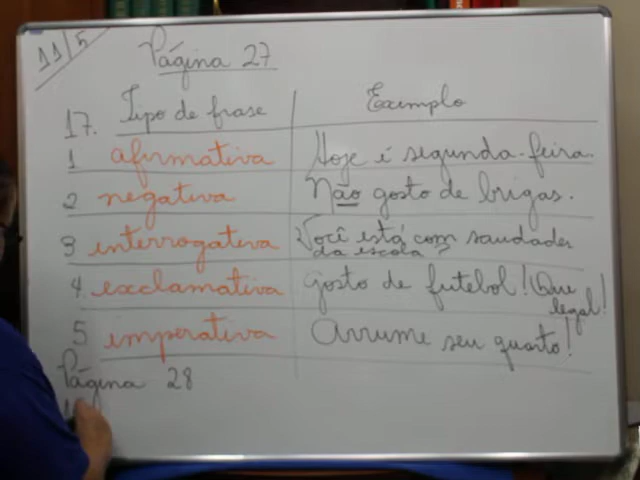 11/5
Página 27
17. Tipo de frase Exemplo
1 afirmativa Hoje é segunda-feira.
2 negativa Não gosto de brigas.
3 interrogativa Você está com saudades
da escola?
4 exclamativa Gosto de futebol! Que
legal!
5 imperativa Arrume seu quarto!
Página 28